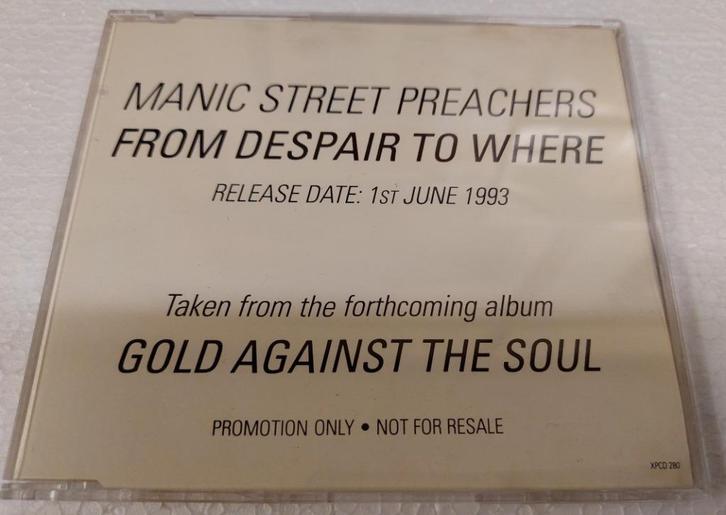 MANIC STREET PREACHERS
FROM DESPAIR TO WHERE
RELEASE DATE: 1ST JUNE 1993
Taken from the forthcoming album
GOLD AGAINST THE SOUL
PROMOTION ONLY • NOT FOR RESALE
XPCD 280